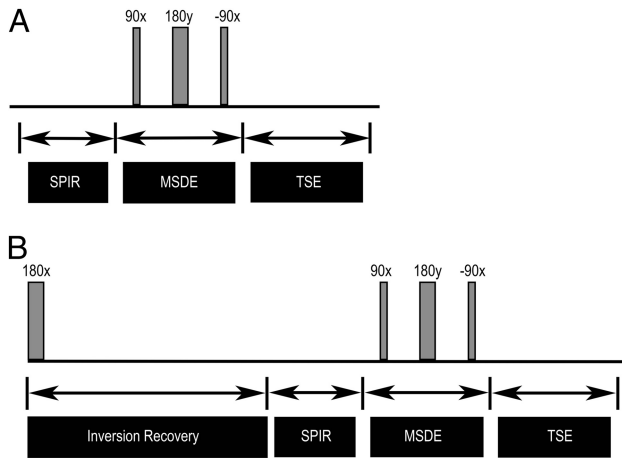 A
90x 180y -90x
SPIR MSDE TSE
B
180x 90x 180y -90x
Inversion Recovery SPIR MSDE TSE